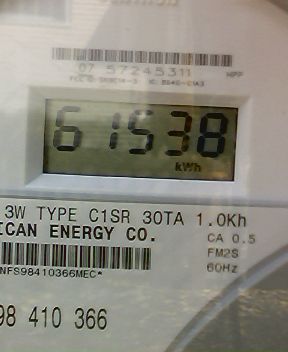 07 57245311 MPP
61538
kWh
3W TYPE C1SR 30TA 1.0Kh
ICAN ENERGY CO. CA 0.5
FM2S
NFS98410366MEC* 60Hz
98 410 366